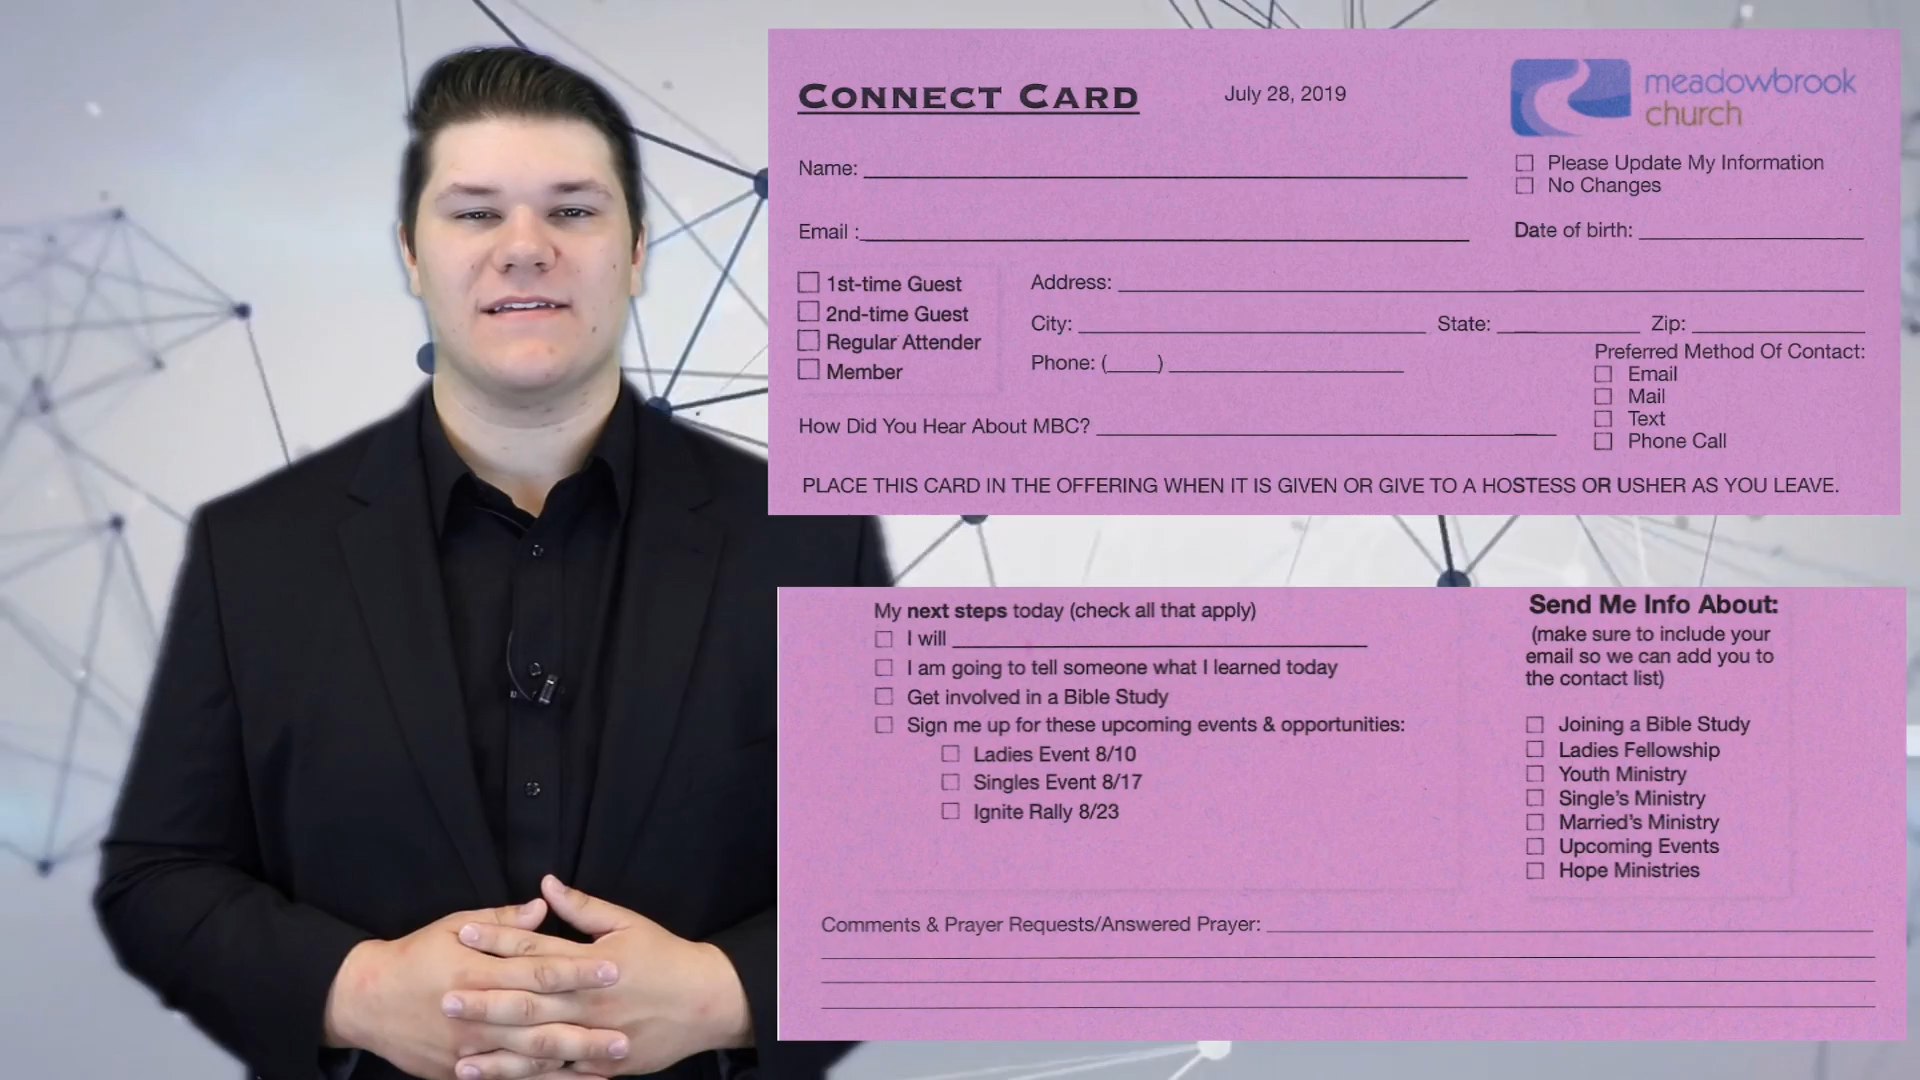 CONNECT CARD
July 28, 2019
meadowbrook
church
Name:
Please Update My Information
No Changes
Email :
Date of birth:
1st-time Guest
2nd-time Guest
Regular Attender
Member
Address:
City: State: Zip:
Phone: ( )
Preferred Method Of Contact:
Email
Mail
Text
Phone Call
How Did You Hear About MBC?
PLACE THIS CARD IN THE OFFERING WHEN IT IS GIVEN OR GIVE TO A HOSTESS OR USHER AS YOU LEAVE.
My next steps today (check all that apply)
I will
I am going to tell someone what I learned today
Get involved in a Bible Study
Sign me up for these upcoming events & opportunities:
Ladies Event 8/10
Singles Event 8/17
Ignite Rally 8/23
Send Me Info About:
(make sure to include your
email so we can add you to
the contact list)
Joining a Bible Study
Ladies Fellowship
Youth Ministry
Single's Ministry
Married's Ministry
Upcoming Events
Hope Ministries
Comments & Prayer Requests/Answered Prayer: